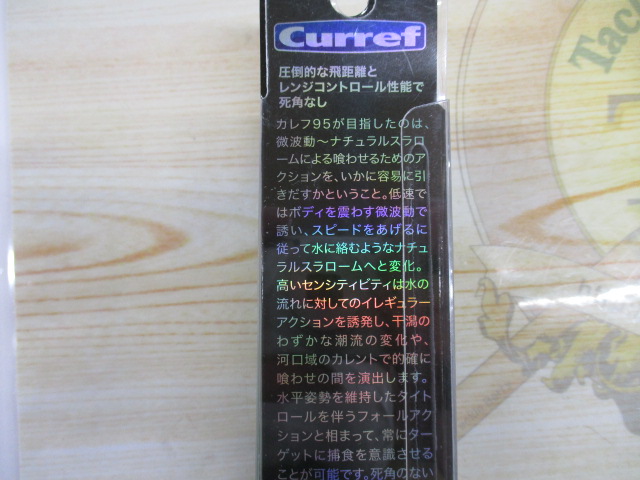 Curref
圧倒的な飛距離と
レンジコントロール性能で
死角なし
カレフ95が目指したのは、
微波動～ナチュラルスラロ
ームによる喰わせるためのア
クションを、いかに容易に引
きだすかということ。低速で
はボディを震わす微波動で
誘い、スピードをあげるに
従って水に絡むようなナチュ
ラルスラロームへと変化。
高いセンシティビティは水の
流れに対してのイレギュラー
アクションを誘発し、干潟の
わずかな潮流の変化や、
河口域のカレントで的確に
喰わせの間を演出します。
水平姿勢を維持したタイト
ロールを伴うフォールアク
ションと相まって、常にター
ゲットに捕食を意識させる
ことが可能です。死角のない
Tack